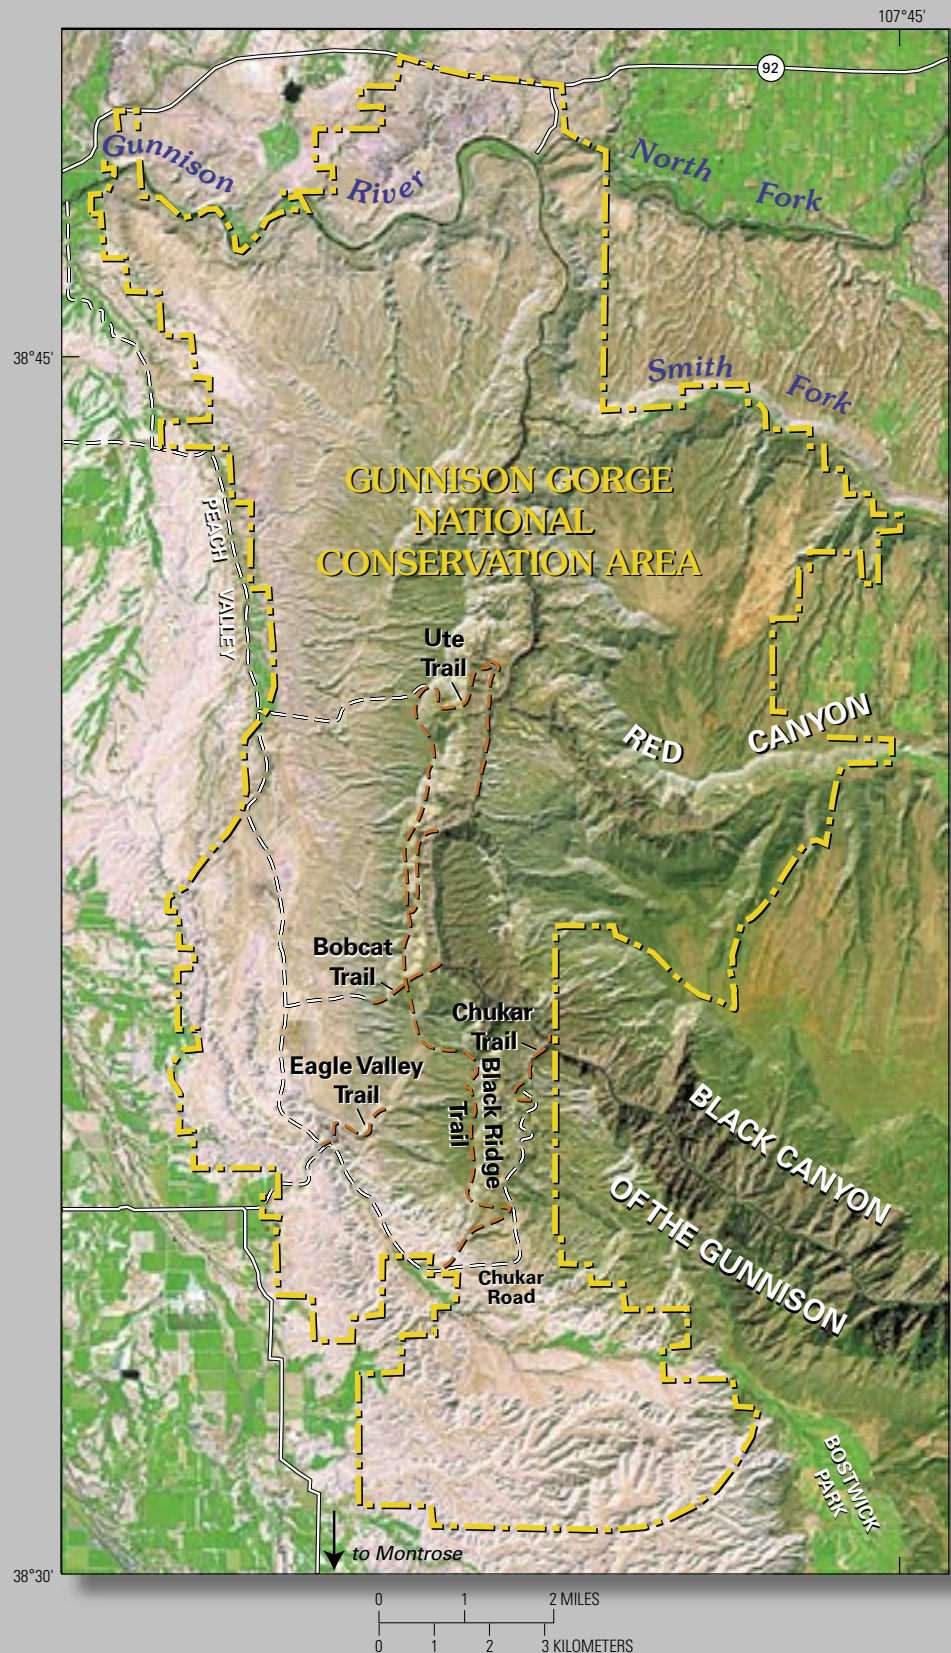 107°45'
92
Gunnison
River
North
Fork
38°45'
Smith
Fork
GUNNISON GORGE
NATIONAL
CONSERVATION AREA
PEACH
VALLEY
Ute
Trail
RED
CANYON
Bobcat
Trail
Chukar
Trail
Eagle Valley
Trail
Black Ridge
Trail
BLACK CANYON
OF THE GUNNISON
Chukar
Road
BOSTWICK
PARK
to Montrose
38°30'
0 1 2 MILES
0 1 2 3 KILOMETERS